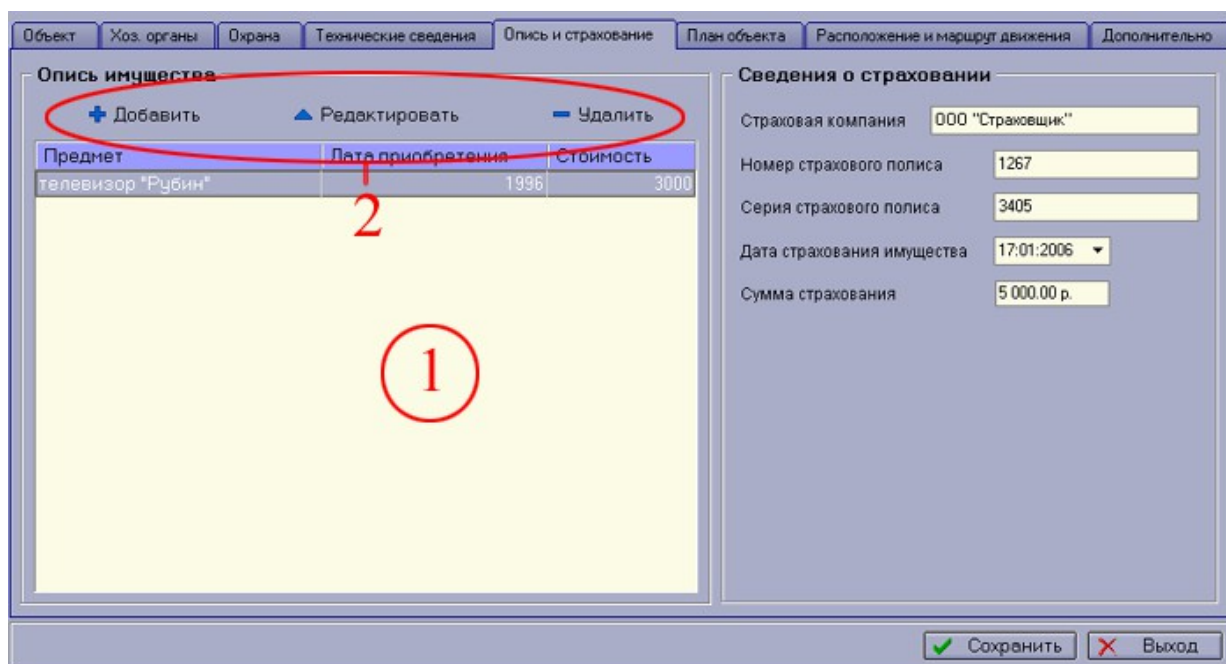 Объект Хоз. органы Охрана Технические сведения Опись и страхование План объекта Расположение и маршрут движения Дополнительно
Опись имущества
Добавить Редактировать Удалить
Предмет Дата приобретения Стоимость
телевизор "Рубин" 1996 3000
2
1
Сведения о страховании
Страховая компания ООО "Страховщик"
Номер страхового полиса 1267
Серия страхового полиса 3405
Дата страхования имущества 17:01:2006
Сумма страхования 5 000.00 р.
Сохранить Выход